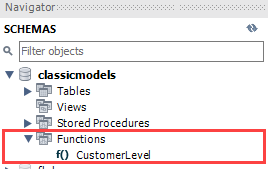 Navigator
SCHEMAS
Filter objects
classicmodels
Tables
Views
Stored Procedures
Functions
f() CustomerLevel